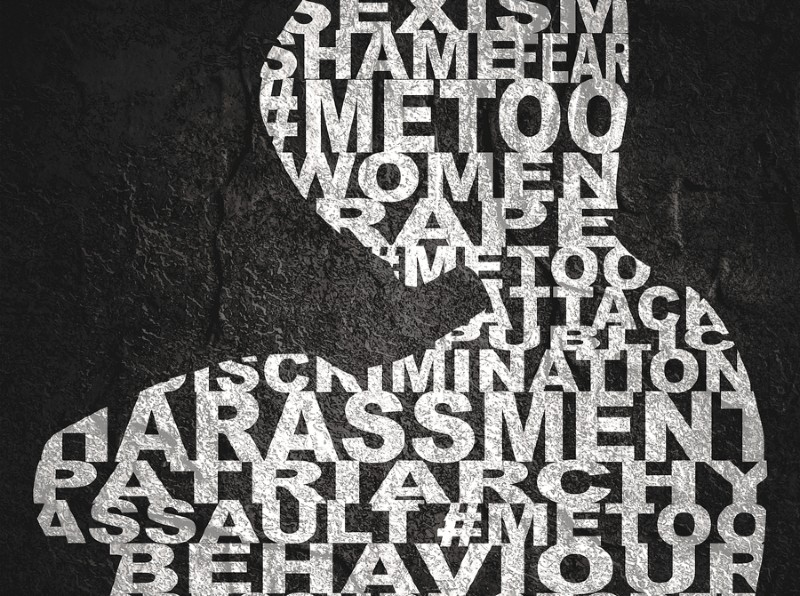 SEXISM
SHAME FEAR
#METOO
WOMEN
RAPE
#METOO
ATTACK
PUBLIC
DISCRIMINATION
HARASSMENT
PATRIARCHY
ASSAULT #METOO
BEHAVIOUR